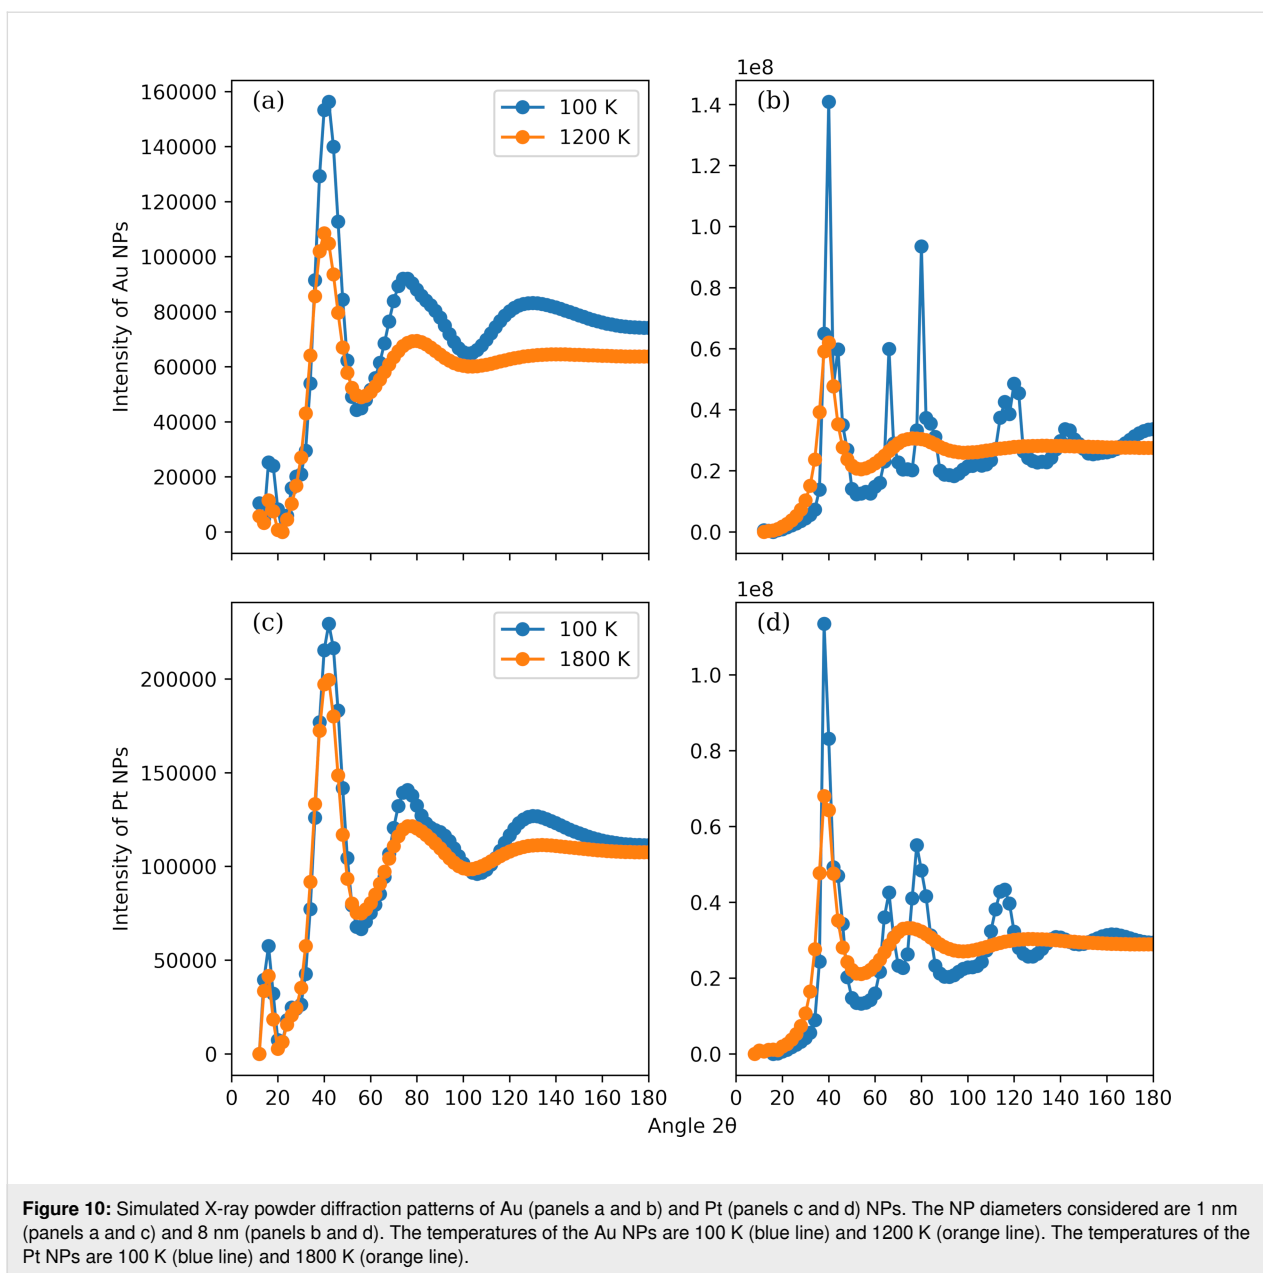 1e8
(a)
100 K
1200 K
(b)
160000
140000
120000
100000
80000
60000
40000
20000
0
Intensity of Au NPs
1.4
1.2
1.0
0.8
0.6
0.4
0.2
0.0
1e8
(c)
100 K
1800 K
(d)
200000
150000
100000
50000
0
Intensity of Pt NPs
1.0
0.8
0.6
0.4
0.2
0.0
0 20 40 60 80 100 120 140 160 180
0 20 40 60 80 100 120 140 160 180
Angle 2θ
Figure 10: Simulated X-ray powder diffraction patterns of Au (panels a and b) and Pt (panels c and d) NPs. The NP diameters considered are 1 nm
(panels a and c) and 8 nm (panels b and d). The temperatures of the Au NPs are 100 K (blue line) and 1200 K (orange line). The temperatures of the
Pt NPs are 100 K (blue line) and 1800 K (orange line).